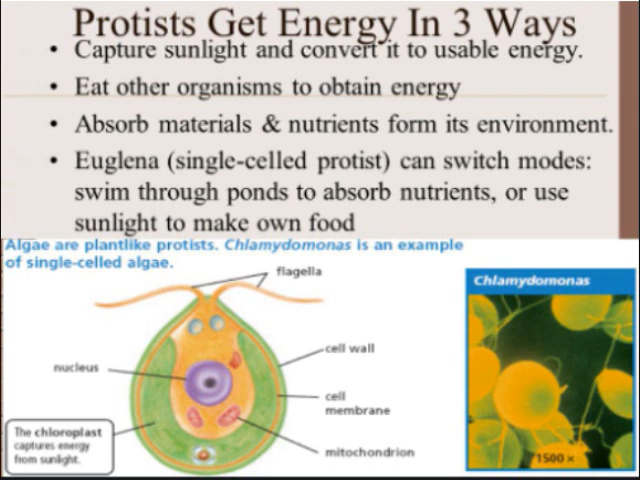 Protists Get Energy In 3 Ways
• Capture sunlight and convert it to usable energy.
• Eat other organisms to obtain energy
• Absorb materials & nutrients form its environment.
• Euglena (single-celled protist) can switch modes:
swim through ponds to absorb nutrients, or use
sunlight to make own food
Algae are plantlike protists. Chlamydomonas is an example
of single-celled algae.
flagella
Chlamydomonas
cell wall
nucleus
cell
membrane
The chloroplast
captures energy
from sunlight.
mitochondrion
1500 ×